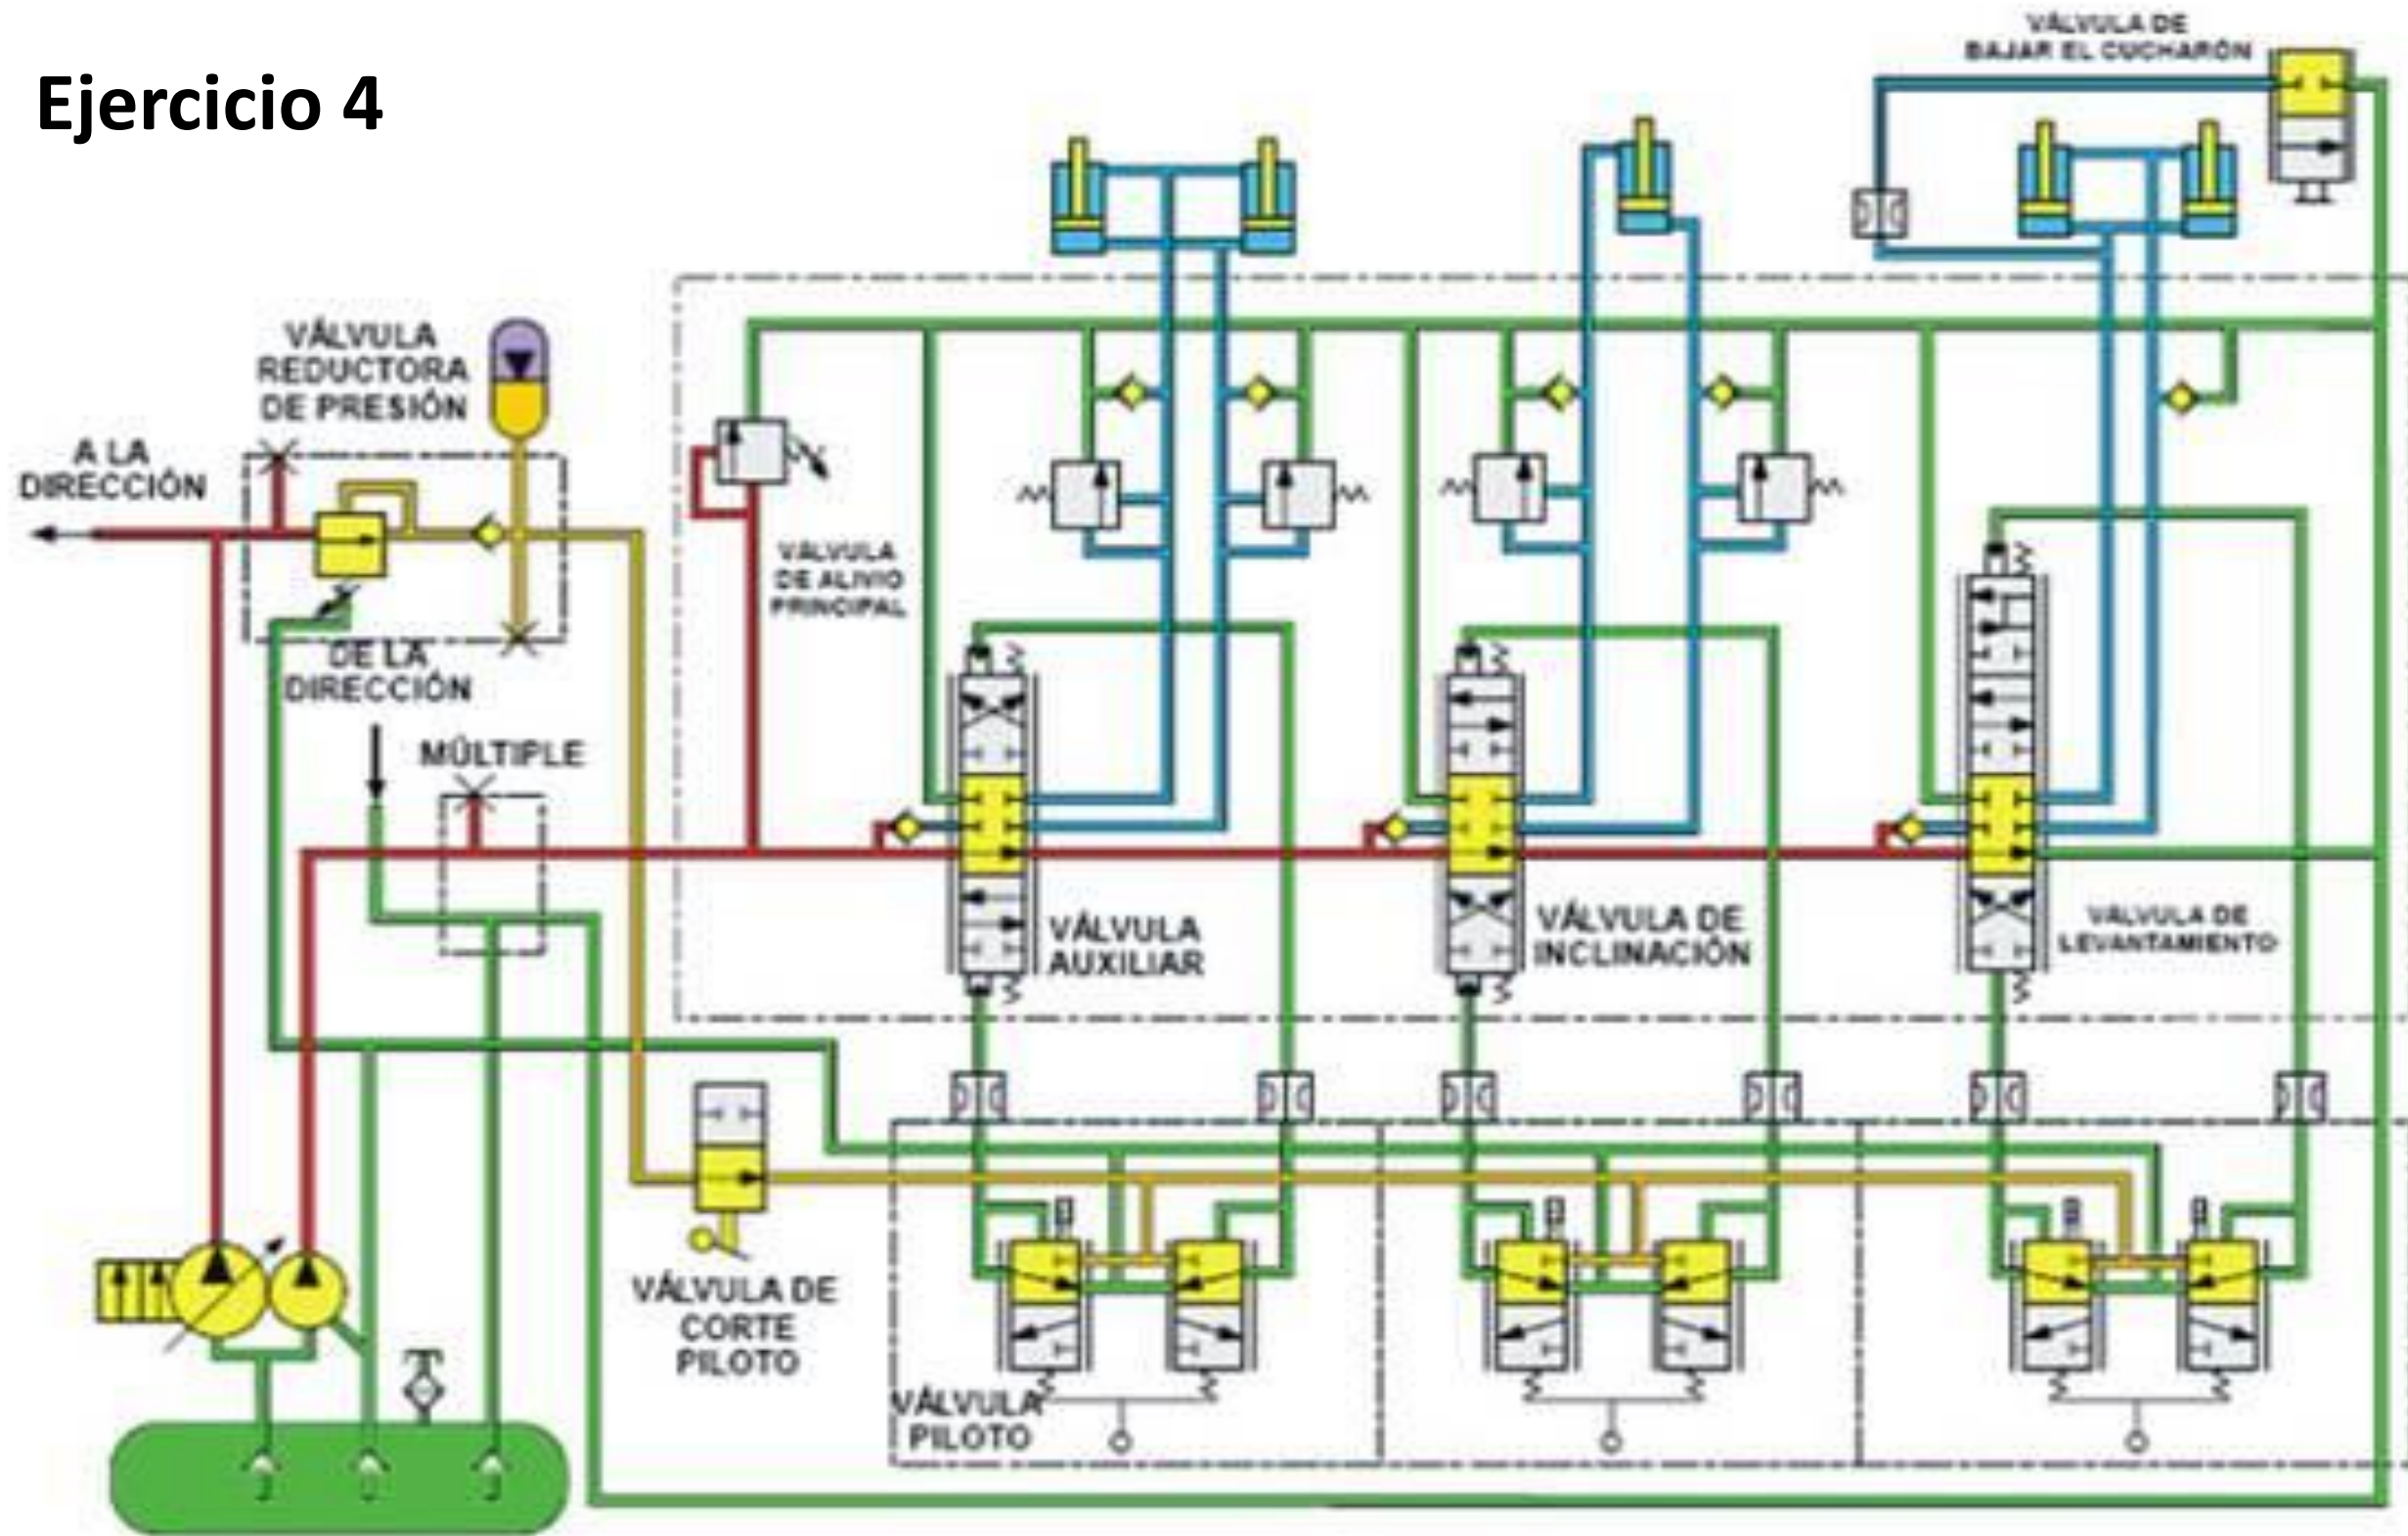 Ejercicio 4
VÁLVULA DE
BAJAR EL CUCHARÓN
VÁLVULA
REDUCTORA
DE PRESIÓN
A LA
DIRECCIÓN
VÁLVULA
DE ALIVIO
PRINCIPAL
DE LA
DIRECCIÓN
MÚLTIPLE
VÁLVULA
AUXILIAR
VÁLVULA DE
INCLINACIÓN
VÁLVULA DE
LEVANTAMIENTO
VÁLVULA DE
CORTE
PILOTO
VÁLVULA
PILOTO